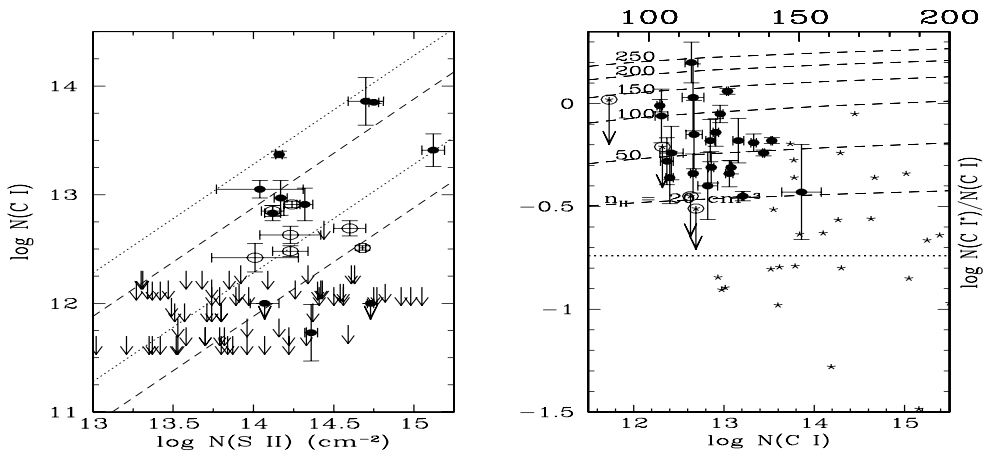 100 150 200
14
13
12
11
13 13.5 14 14.5 15
log N(S II) (cm⁻²)
log N(C I)
250
200
150
100
50
n_H = 20 cm⁻³
0
−0.5
−1
−1.5
12 13 14 15
log N(C I)
log N(C I*)/N(C I)